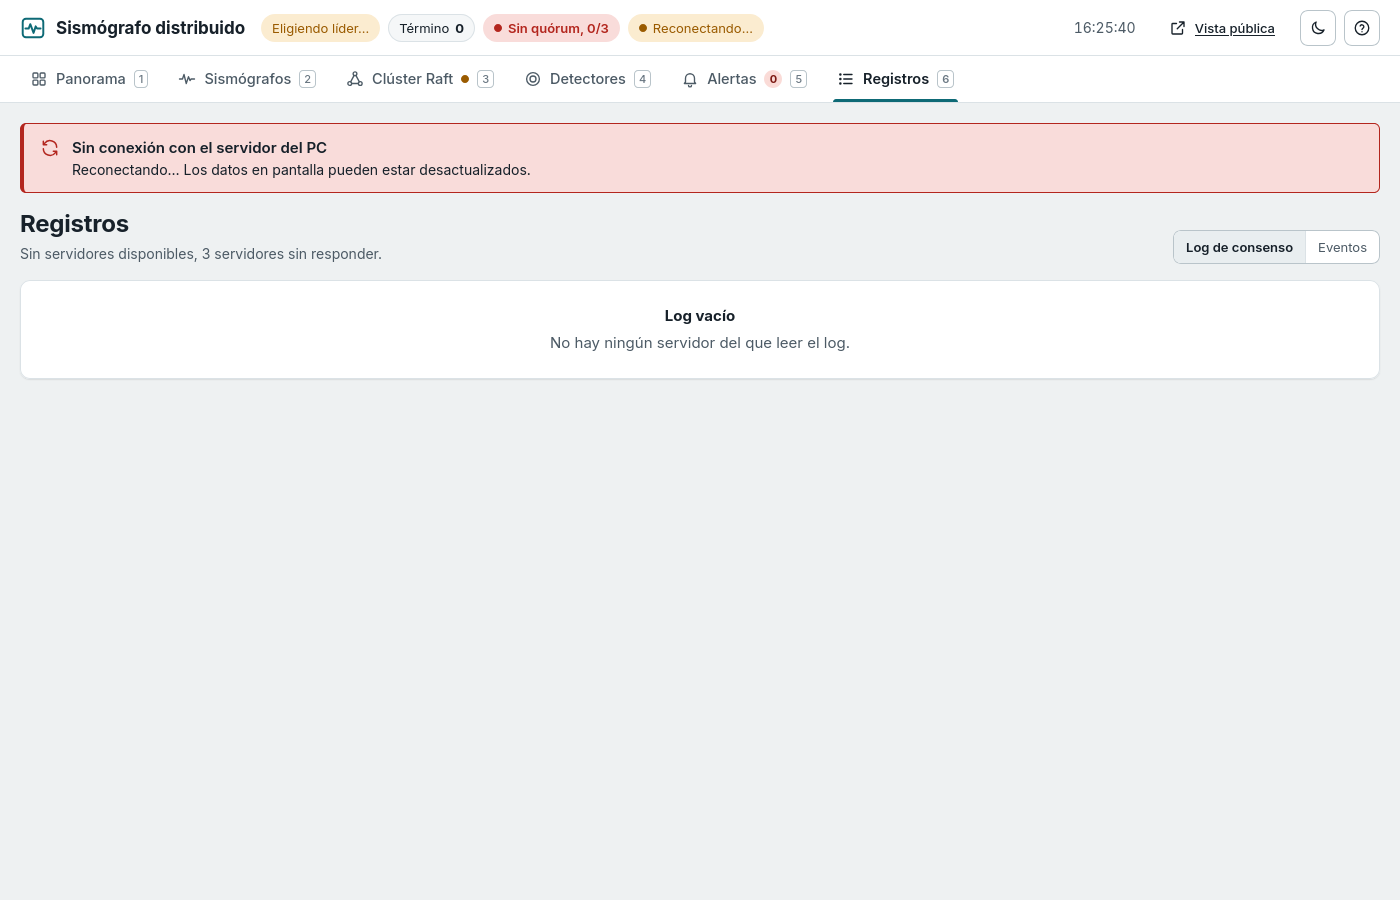 Sismógrafo distribuido
Eligiendo líder...
Término 0
Sin quórum, 0/3
Reconectando...
16:25:40
Vista pública
Panorama 1
Sismógrafos 2
Clúster Raft 3
Detectores 4
Alertas 0 5
Registros 6
Sin conexión con el servidor del PC
Reconectando... Los datos en pantalla pueden estar desactualizados.
Registros
Sin servidores disponibles, 3 servidores sin responder.
Log de consenso
Eventos
Log vacío
No hay ningún servidor del que leer el log.